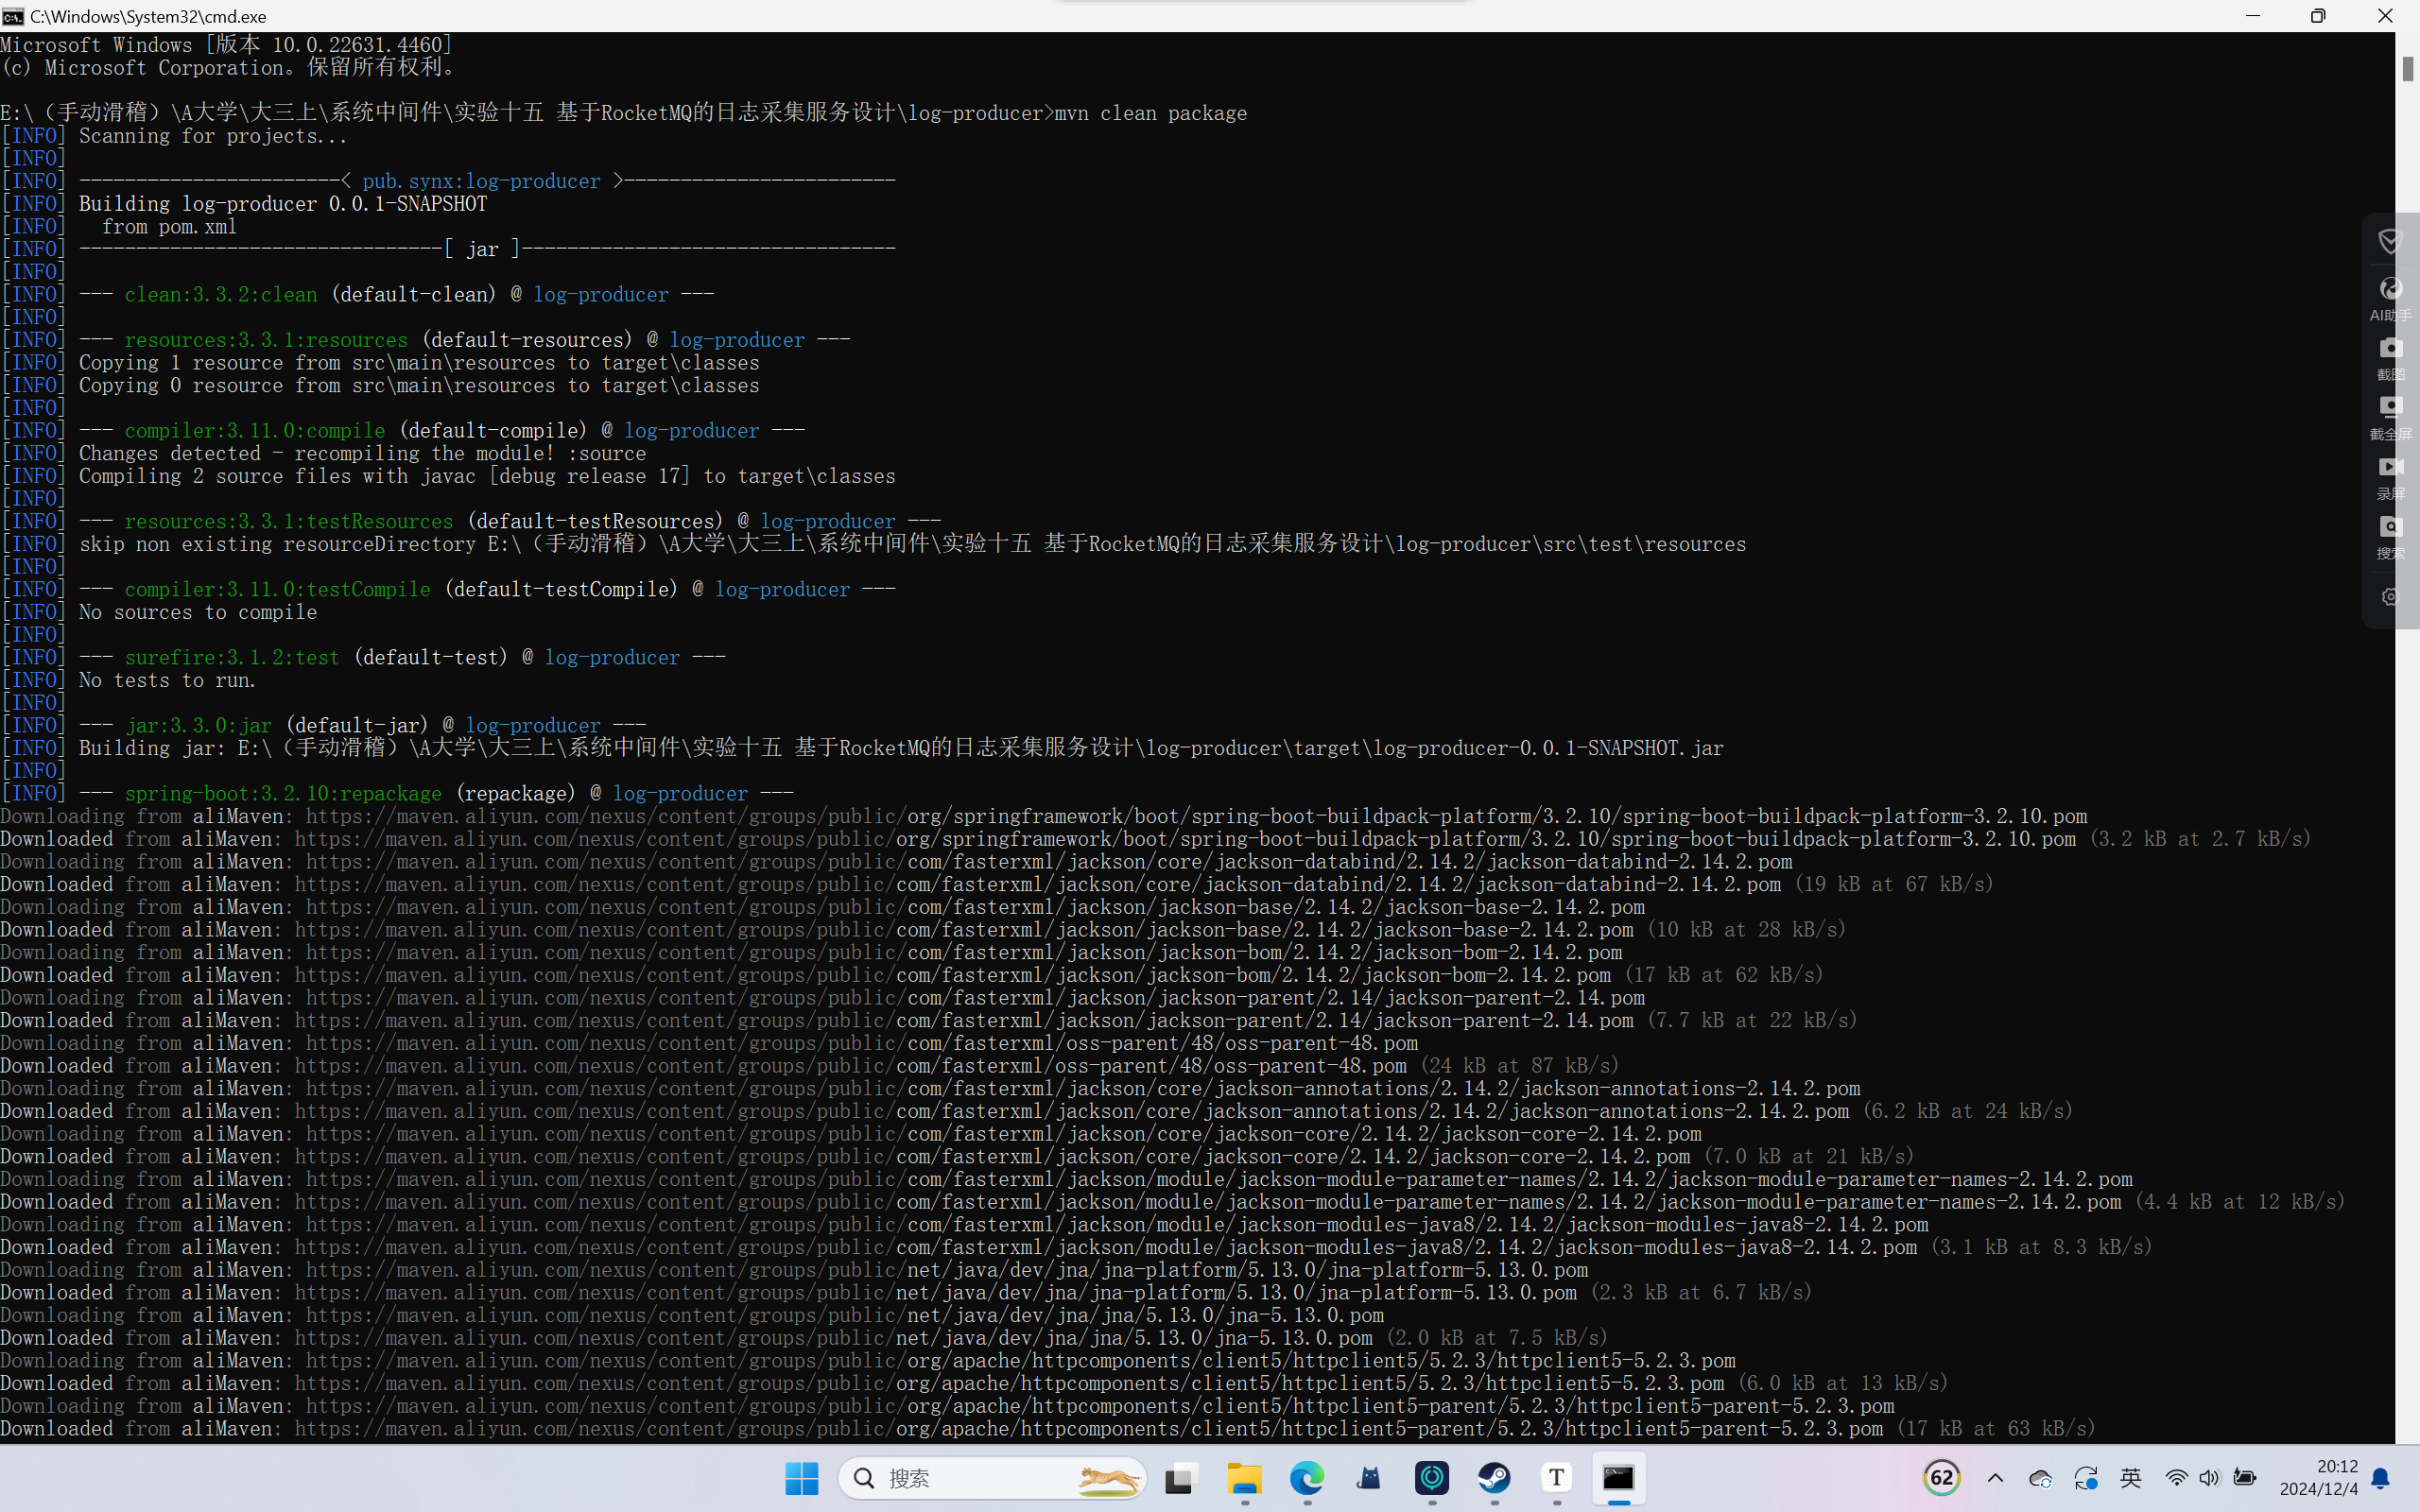 C:\Windows\System32\cmd.exe
Microsoft Windows [版本 10.0.22631.4460]
(c) Microsoft Corporation。保留所有权利。
E:\（手动滑稽）\A大学\大三上\系统中间件\实验十五 基于RocketMQ的日志采集服务设计\log-producer>mvn clean package
[INFO] Scanning for projects...
[INFO]
[INFO] -----------------------< pub.synx:log-producer >------------------------
[INFO] Building log-producer 0.0.1-SNAPSHOT
[INFO]   from pom.xml
[INFO] --------------------------------[ jar ]---------------------------------
[INFO]
[INFO] --- clean:3.3.2:clean (default-clean) @ log-producer ---
[INFO]
[INFO] --- resources:3.3.1:resources (default-resources) @ log-producer ---
[INFO] Copying 1 resource from src\main\resources to target\classes
[INFO] Copying 0 resource from src\main\resources to target\classes
[INFO]
[INFO] --- compiler:3.11.0:compile (default-compile) @ log-producer ---
[INFO] Changes detected - recompiling the module! :source
[INFO] Compiling 2 source files with javac [debug release 17] to target\classes
[INFO]
[INFO] --- resources:3.3.1:testResources (default-testResources) @ log-producer ---
[INFO] skip non existing resourceDirectory E:\（手动滑稽）\A大学\大三上\系统中间件\实验十五 基于RocketMQ的日志采集服务设计\log-producer\src\test\resources
[INFO]
[INFO] --- compiler:3.11.0:testCompile (default-testCompile) @ log-producer ---
[INFO] No sources to compile
[INFO]
[INFO] --- surefire:3.1.2:test (default-test) @ log-producer ---
[INFO] No tests to run.
[INFO]
[INFO] --- jar:3.3.0:jar (default-jar) @ log-producer ---
[INFO] Building jar: E:\（手动滑稽）\A大学\大三上\系统中间件\实验十五 基于RocketMQ的日志采集服务设计\log-producer\target\log-producer-0.0.1-SNAPSHOT.jar
[INFO]
[INFO] --- spring-boot:3.2.10:repackage (repackage) @ log-producer ---
Downloading from aliMaven: https://maven.aliyun.com/nexus/content/groups/public/org/springframework/boot/spring-boot-buildpack-platform/3.2.10/spring-boot-buildpack-platform-3.2.10.pom
Downloaded from aliMaven: https://maven.aliyun.com/nexus/content/groups/public/org/springframework/boot/spring-boot-buildpack-platform/3.2.10/spring-boot-buildpack-platform-3.2.10.pom (3.2 kB at 2.7 kB/s)
Downloading from aliMaven: https://maven.aliyun.com/nexus/content/groups/public/com/fasterxml/jackson/core/jackson-databind/2.14.2/jackson-databind-2.14.2.pom
Downloaded from aliMaven: https://maven.aliyun.com/nexus/content/groups/public/com/fasterxml/jackson/core/jackson-databind/2.14.2/jackson-databind-2.14.2.pom (19 kB at 67 kB/s)
Downloading from aliMaven: https://maven.aliyun.com/nexus/content/groups/public/com/fasterxml/jackson/jackson-base/2.14.2/jackson-base-2.14.2.pom
Downloaded from aliMaven: https://maven.aliyun.com/nexus/content/groups/public/com/fasterxml/jackson/jackson-base/2.14.2/jackson-base-2.14.2.pom (10 kB at 28 kB/s)
Downloading from aliMaven: https://maven.aliyun.com/nexus/content/groups/public/com/fasterxml/jackson/jackson-bom/2.14.2/jackson-bom-2.14.2.pom
Downloaded from aliMaven: https://maven.aliyun.com/nexus/content/groups/public/com/fasterxml/jackson/jackson-bom/2.14.2/jackson-bom-2.14.2.pom (17 kB at 62 kB/s)
Downloading from aliMaven: https://maven.aliyun.com/nexus/content/groups/public/com/fasterxml/jackson/jackson-parent/2.14/jackson-parent-2.14.pom
Downloaded from aliMaven: https://maven.aliyun.com/nexus/content/groups/public/com/fasterxml/jackson/jackson-parent/2.14/jackson-parent-2.14.pom (7.7 kB at 22 kB/s)
Downloading from aliMaven: https://maven.aliyun.com/nexus/content/groups/public/com/fasterxml/oss-parent/48/oss-parent-48.pom
Downloaded from aliMaven: https://maven.aliyun.com/nexus/content/groups/public/com/fasterxml/oss-parent/48/oss-parent-48.pom (24 kB at 87 kB/s)
Downloading from aliMaven: https://maven.aliyun.com/nexus/content/groups/public/com/fasterxml/jackson/core/jackson-annotations/2.14.2/jackson-annotations-2.14.2.pom
Downloaded from aliMaven: https://maven.aliyun.com/nexus/content/groups/public/com/fasterxml/jackson/core/jackson-annotations/2.14.2/jackson-annotations-2.14.2.pom (6.2 kB at 24 kB/s)
Downloading from aliMaven: https://maven.aliyun.com/nexus/content/groups/public/com/fasterxml/jackson/core/jackson-core/2.14.2/jackson-core-2.14.2.pom
Downloaded from aliMaven: https://maven.aliyun.com/nexus/content/groups/public/com/fasterxml/jackson/core/jackson-core/2.14.2/jackson-core-2.14.2.pom (7.0 kB at 21 kB/s)
Downloading from aliMaven: https://maven.aliyun.com/nexus/content/groups/public/com/fasterxml/jackson/module/jackson-module-parameter-names/2.14.2/jackson-module-parameter-names-2.14.2.pom
Downloaded from aliMaven: https://maven.aliyun.com/nexus/content/groups/public/com/fasterxml/jackson/module/jackson-module-parameter-names/2.14.2/jackson-module-parameter-names-2.14.2.pom (4.4 kB at 12 kB/s)
Downloading from aliMaven: https://maven.aliyun.com/nexus/content/groups/public/com/fasterxml/jackson/module/jackson-modules-java8/2.14.2/jackson-modules-java8-2.14.2.pom
Downloaded from aliMaven: https://maven.aliyun.com/nexus/content/groups/public/com/fasterxml/jackson/module/jackson-modules-java8/2.14.2/jackson-modules-java8-2.14.2.pom (3.1 kB at 8.3 kB/s)
Downloading from aliMaven: https://maven.aliyun.com/nexus/content/groups/public/net/java/dev/jna/jna-platform/5.13.0/jna-platform-5.13.0.pom
Downloaded from aliMaven: https://maven.aliyun.com/nexus/content/groups/public/net/java/dev/jna/jna-platform/5.13.0/jna-platform-5.13.0.pom (2.3 kB at 6.7 kB/s)
Downloading from aliMaven: https://maven.aliyun.com/nexus/content/groups/public/net/java/dev/jna/jna/5.13.0/jna-5.13.0.pom
Downloaded from aliMaven: https://maven.aliyun.com/nexus/content/groups/public/net/java/dev/jna/jna/5.13.0/jna-5.13.0.pom (2.0 kB at 7.5 kB/s)
Downloading from aliMaven: https://maven.aliyun.com/nexus/content/groups/public/org/apache/httpcomponents/client5/httpclient5/5.2.3/httpclient5-5.2.3.pom
Downloaded from aliMaven: https://maven.aliyun.com/nexus/content/groups/public/org/apache/httpcomponents/client5/httpclient5/5.2.3/httpclient5-5.2.3.pom (6.0 kB at 13 kB/s)
Downloading from aliMaven: https://maven.aliyun.com/nexus/content/groups/public/org/apache/httpcomponents/client5/httpclient5-parent/5.2.3/httpclient5-parent-5.2.3.pom
Downloaded from aliMaven: https://maven.aliyun.com/nexus/content/groups/public/org/apache/httpcomponents/client5/httpclient5-parent/5.2.3/httpclient5-parent-5.2.3.pom (17 kB at 63 kB/s)
AI助手
截图
截全屏
录屏
搜索
搜索
T
62
英
20:12
2024/12/4